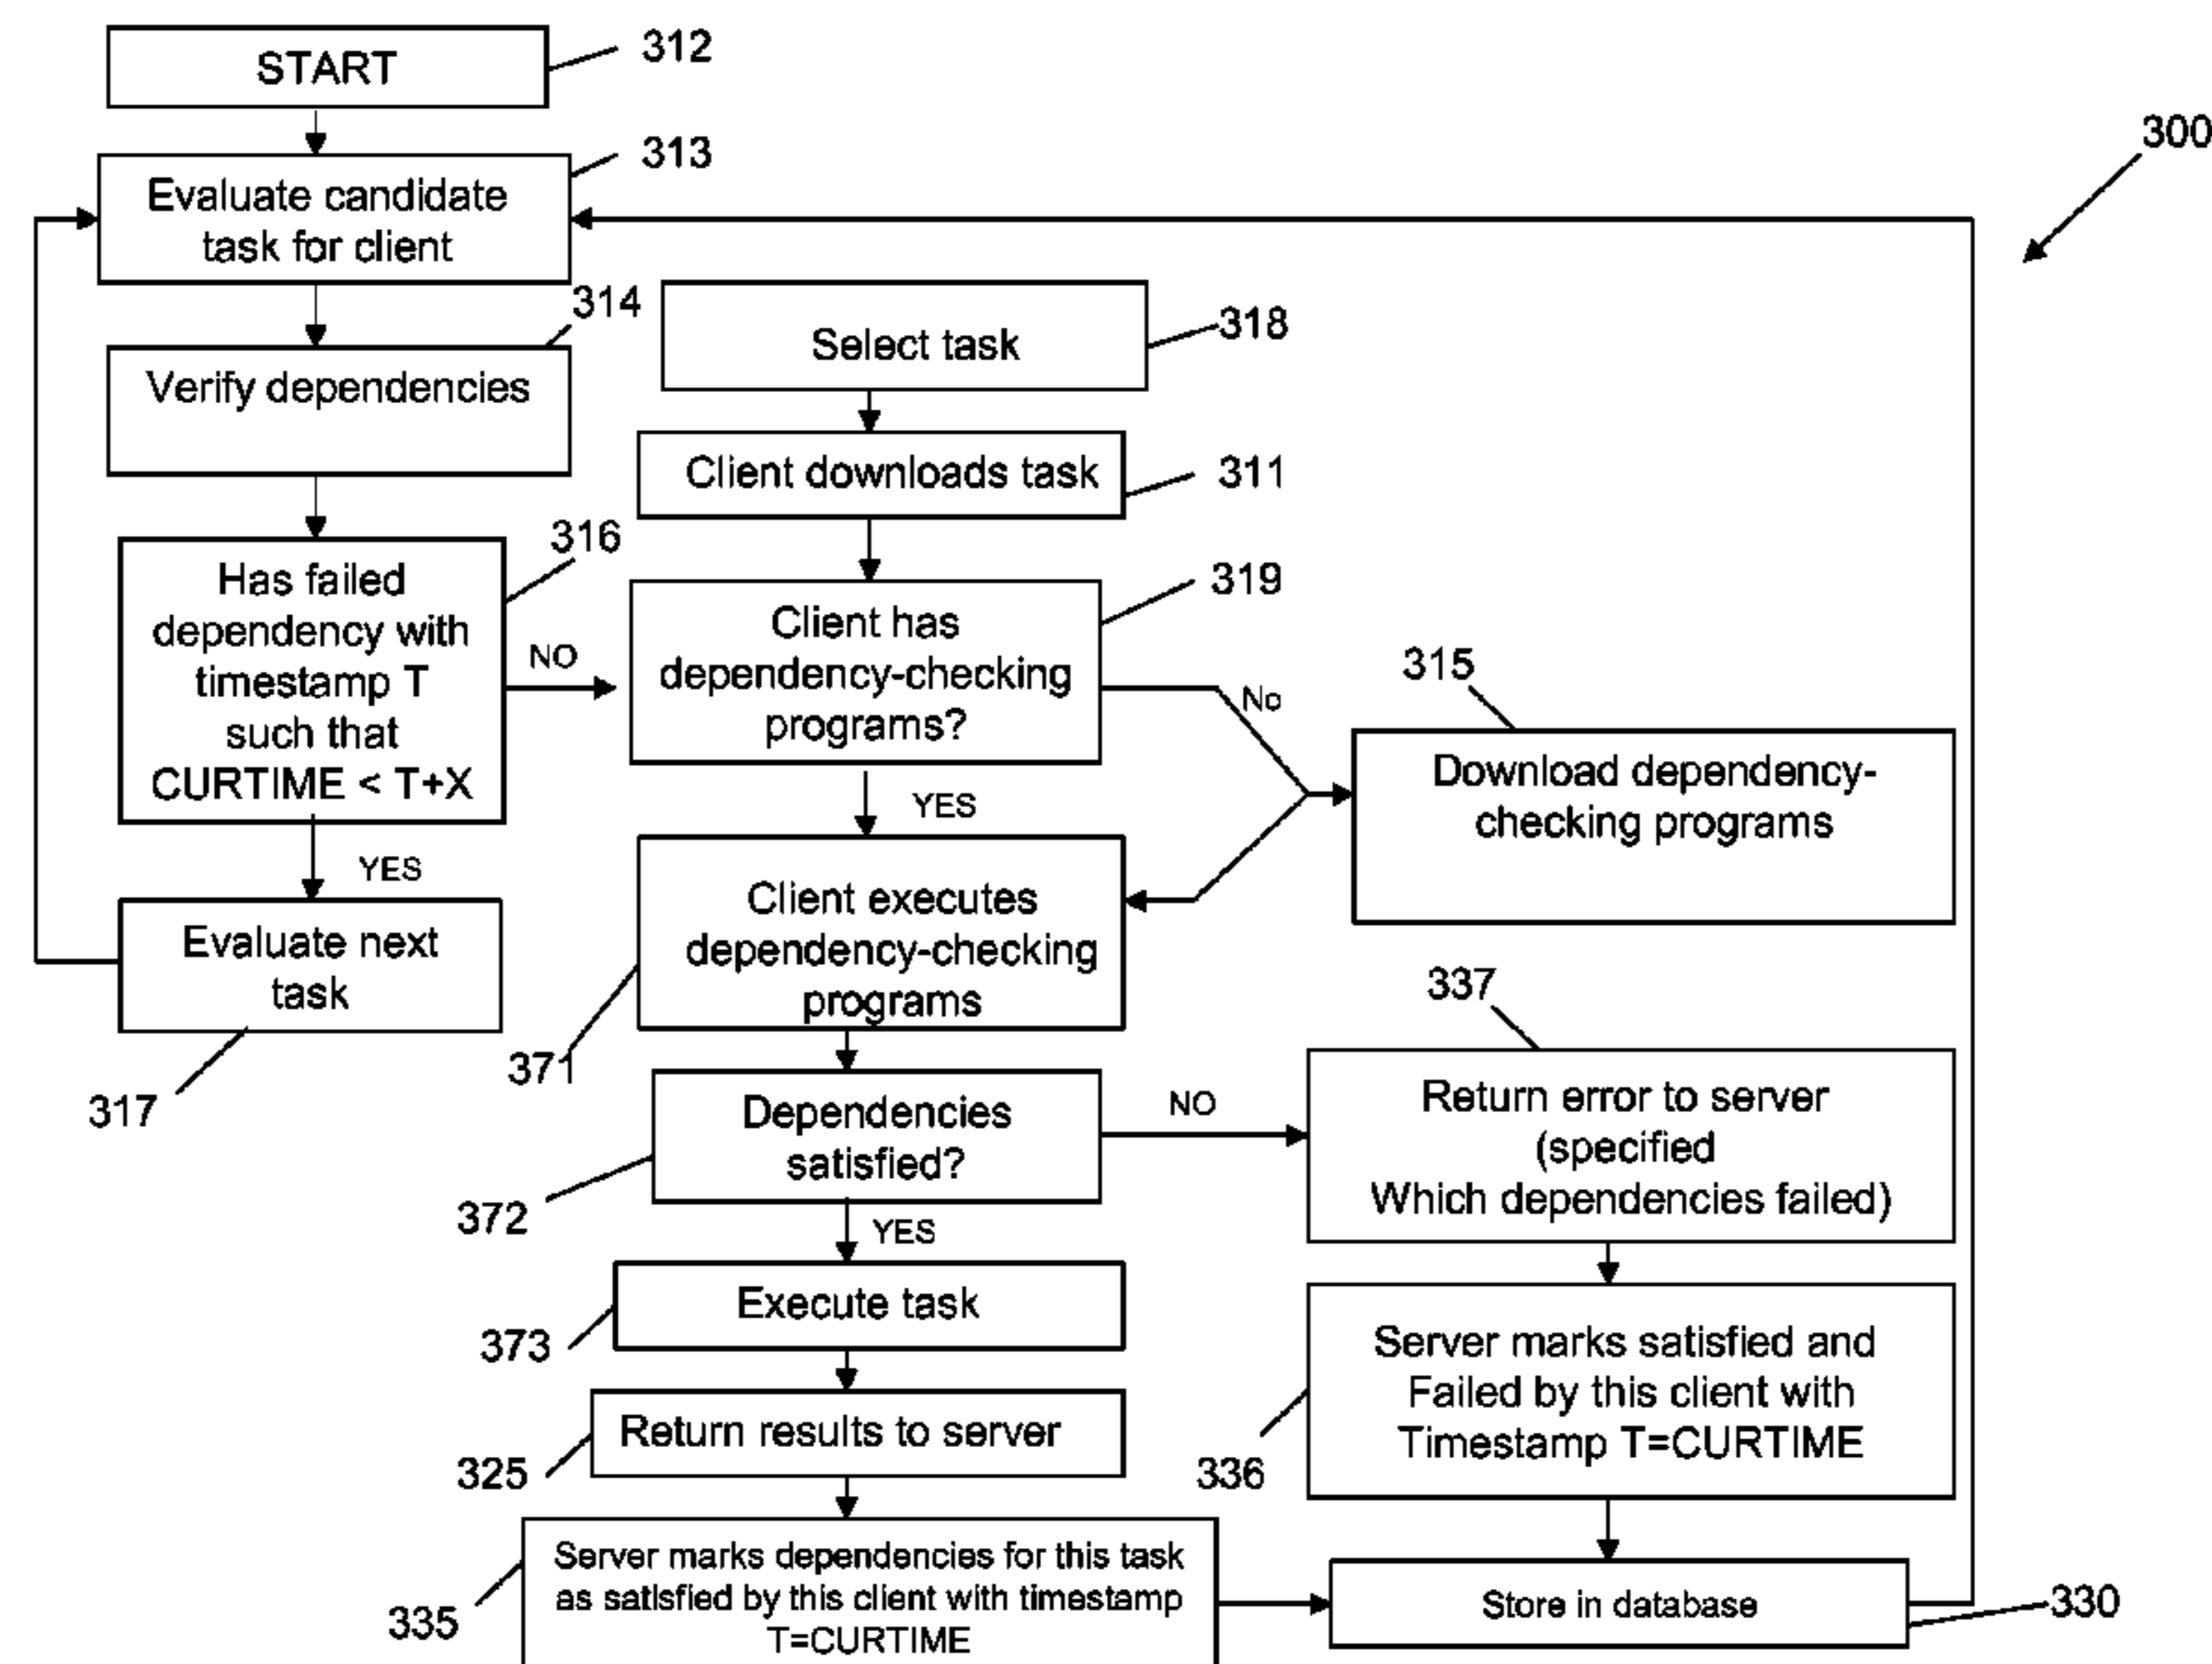 START
312
300
313
Evaluate candidate
task for client
314
Verify dependencies
Select task
318
Client downloads task
311
316
Has failed
dependency with
timestamp T
such that
CURTIME < T+X
NO
YES
Evaluate next
task
317
319
Client has
dependency-checking
programs?
No
YES
315
Download dependency-
checking programs
Client executes
dependency-checking
programs
371
Dependencies
satisfied?
372
NO
YES
337
Return error to server
(specified
Which dependencies failed)
Execute task
373
Server marks satisfied and
Failed by this client with
Timestamp T=CURTIME
336
Return results to server
325
Server marks dependencies for this task
as satisfied by this client with timestamp
T=CURTIME
335
Store in database
330